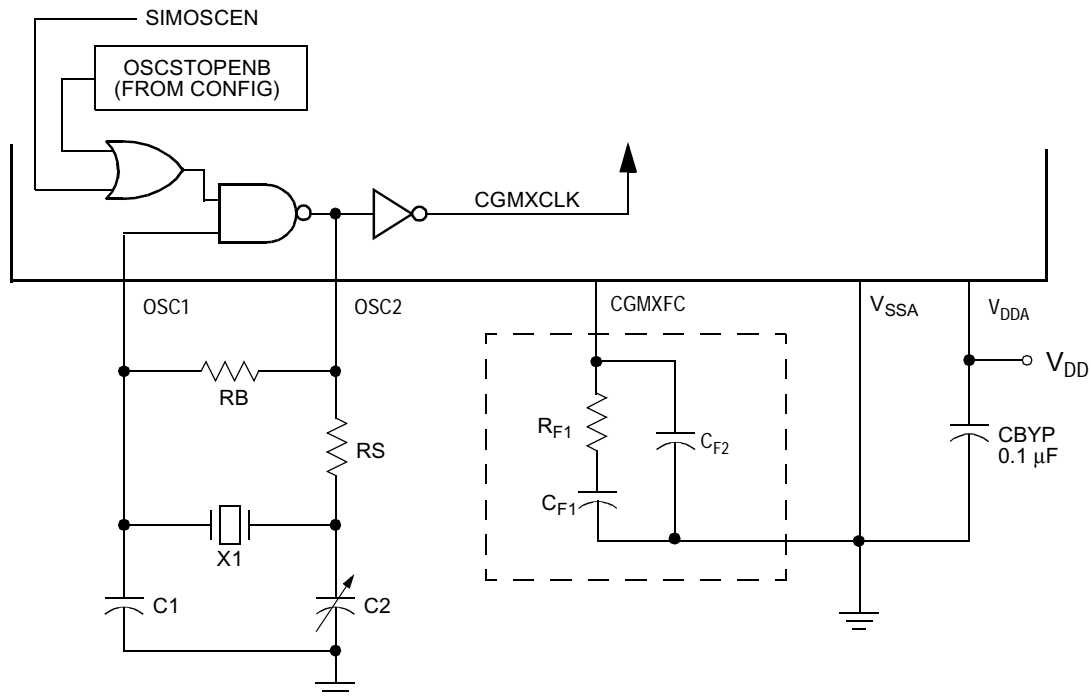 SIMOSCEN
OSCSTOPENB
(FROM CONFIG)
CGMXCLK
OSC1
OSC2
CGMXFC
VSSA
VDDA
VDD
RB
RS
RF1
CF2
CBYP
0.1 µF
CF1
X1
C1
C2